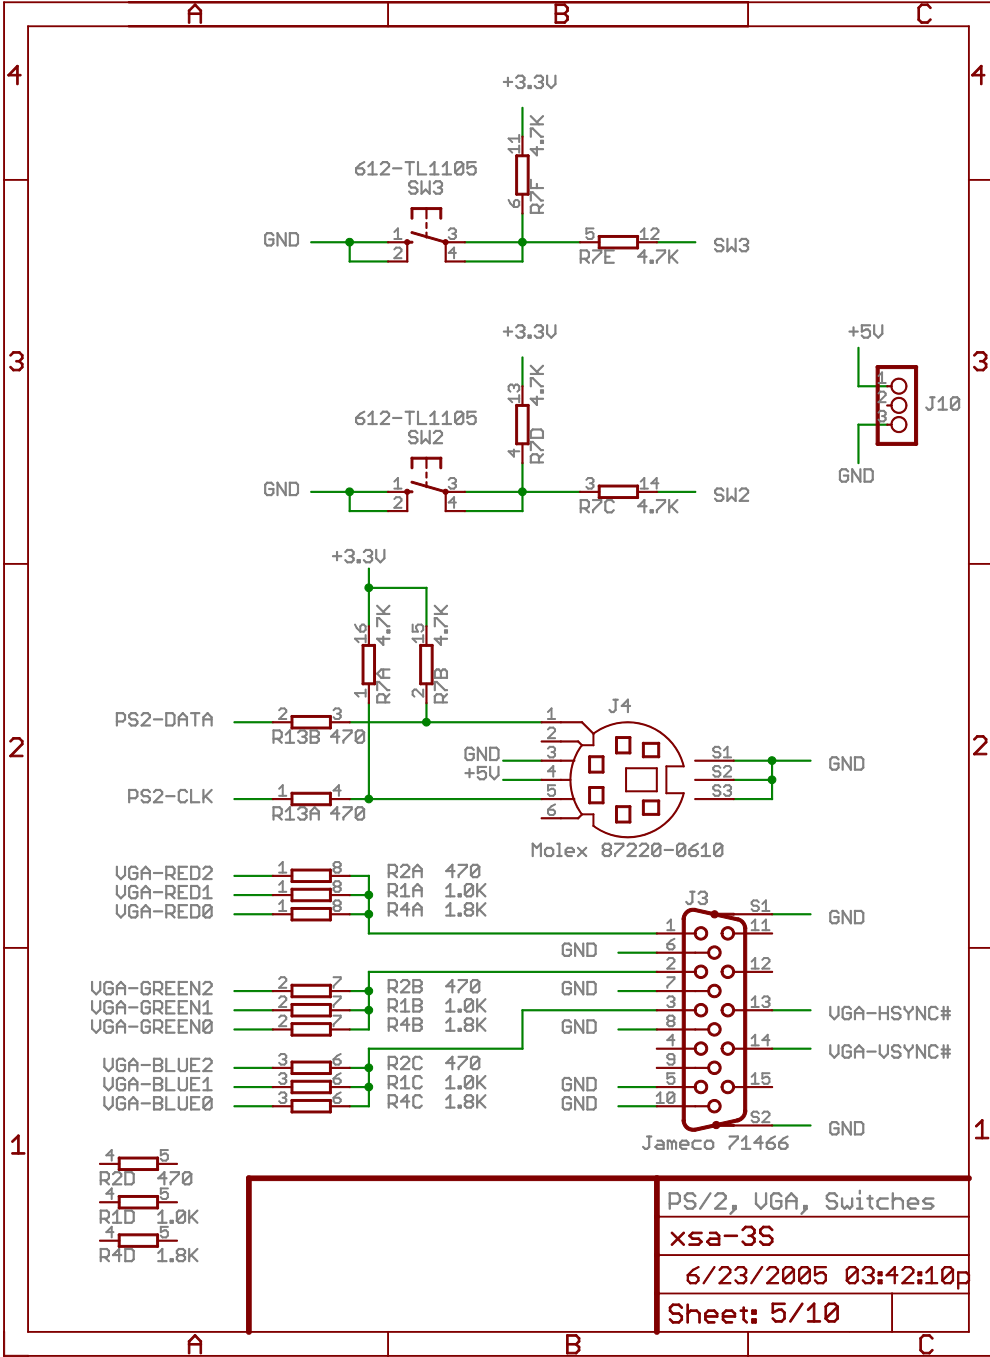 A B C
4 4
+3.3V
11 4.7K
612-TL1105
SW3
6 R7F
GND 1 3 5 12 SW3
2 4 R7E 4.7K
+3.3V
+5V
3 3
13 4.7K
1
2 J10
3
612-TL1105
SW2
4 R7D
GND
GND 1 3 3 14 SW2
2 4 R7C 4.7K
+3.3V
16 4.7K 15 4.7K
1 R7A 2 R7B
J4
PS2-DATA 2 3 1
R13B 470 2
2 2
GND 3 S1 GND
+5V 4 S2
PS2-CLK 1 4 5 S3
R13A 470 6
Molex 87220-0610
VGA-RED2 1 8 R2A 470
VGA-RED1 1 8 R1A 1.0K
VGA-RED0 1 8 R4A 1.8K
J3
S1 GND
1 11
GND 6
2 12
VGA-GREEN2 2 7 R2B 470 GND 7
VGA-GREEN1 2 7 R1B 1.0K 3 13 VGA-HSYNC#
VGA-GREEN0 2 7 R4B 1.8K GND 8
4 14 VGA-VSYNC#
VGA-BLUE2 3 6 R2C 470 9
VGA-BLUE1 3 6 R1C 1.0K GND 5 15
VGA-BLUE0 3 6 R4C 1.8K GND 10
S2 GND
1 1
Jameco 71466
4 5
R2D 470
4 5
R1D 1.0K
4 5
R4D 1.8K
PS/2, VGA, Switches
xsa-3S
6/23/2005 03:42:10p
Sheet: 5/10
A B C